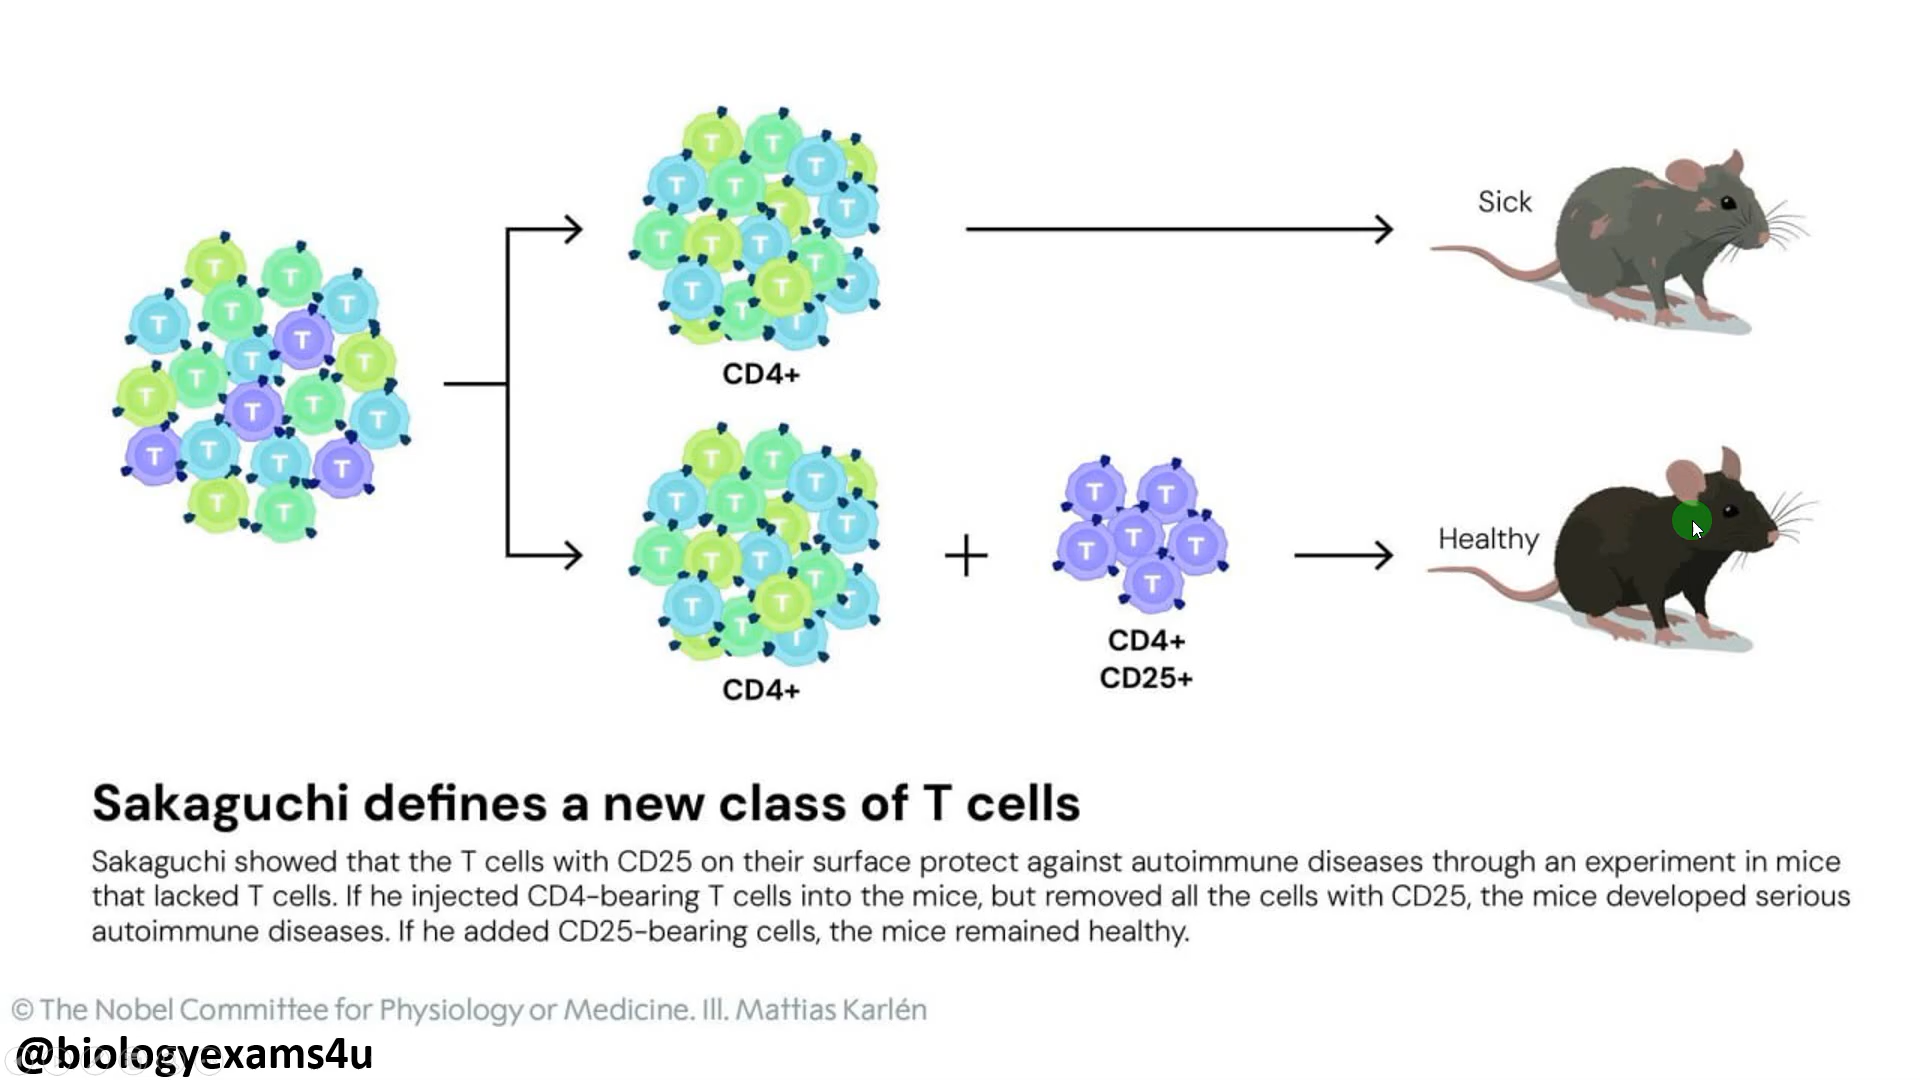 Sick
CD4+
Healthy
CD4+
CD4+
CD25+
Sakaguchi defines a new class of T cells
Sakaguchi showed that the T cells with CD25 on their surface protect against autoimmune diseases through an experiment in mice
that lacked T cells. If he injected CD4-bearing T cells into the mice, but removed all the cells with CD25, the mice developed serious
autoimmune diseases. If he added CD25-bearing cells, the mice remained healthy.
© The Nobel Committee for Physiology or Medicine. Ill. Mattias Karlén
@biologyexams4u